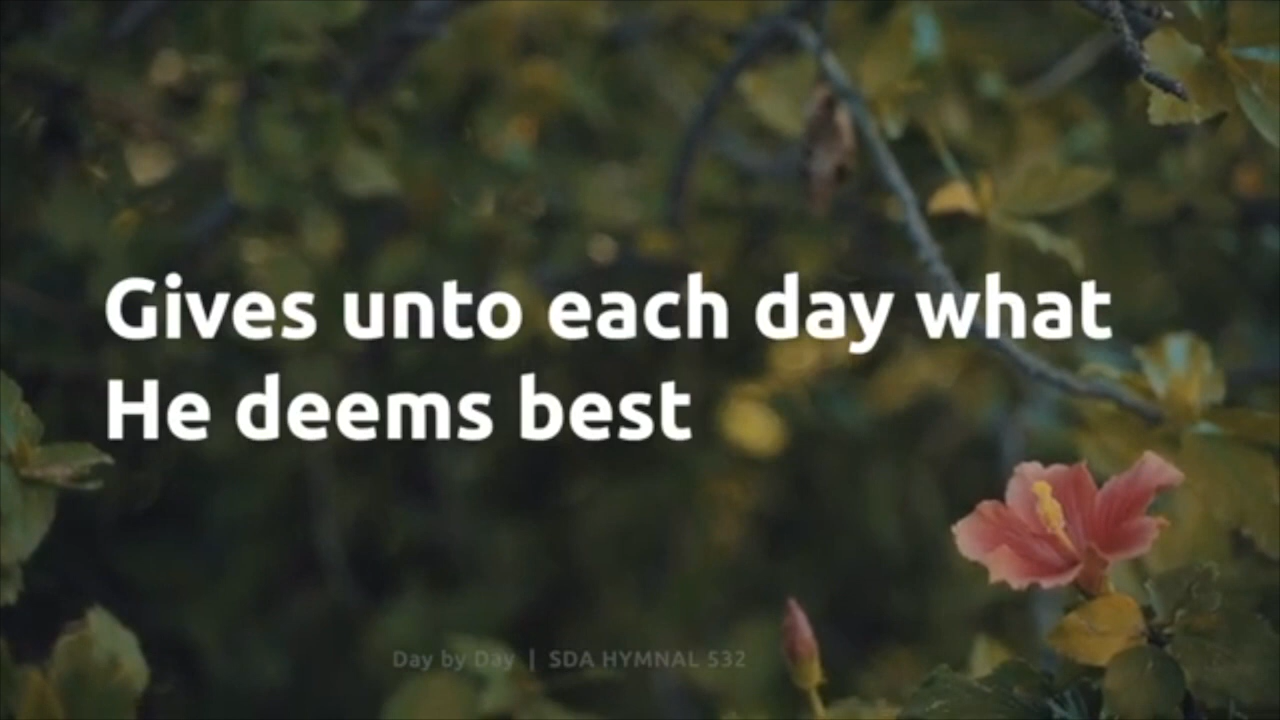 Gives unto each day what
He deems best
Day by Day | SDA HYMNAL 532